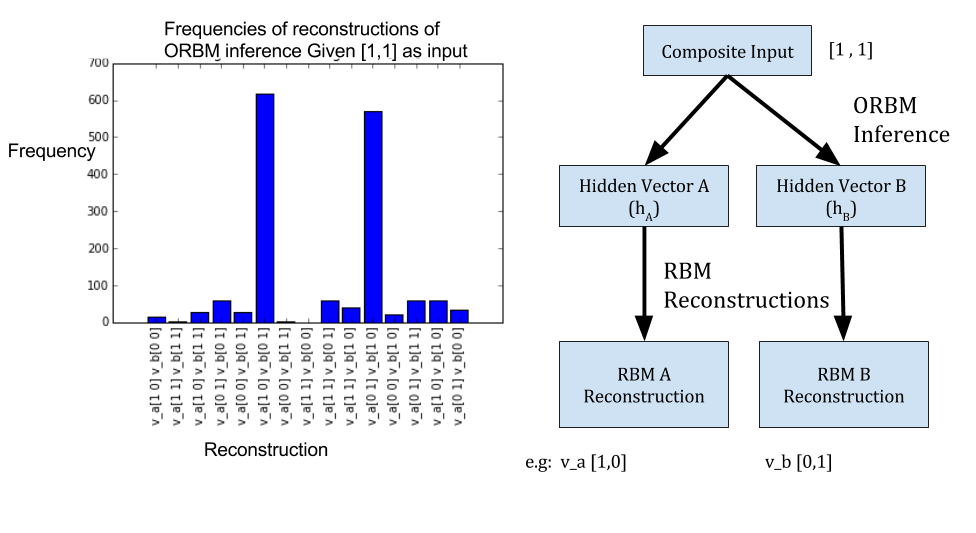 Frequencies of reconstructions of
ORBM inference Given [1,1] as input
Frequency
700
600
500
400
300
200
100
0
v_a[1 0] v_b[0 0]
v_a[1 1] v_b[1 1]
v_a[1 0] v_b[1 1]
v_a[0 1] v_b[0 1]
v_a[0 1] v_b[1 1]
v_a[1 0] v_b[0 1]
v_a[0 0] v_b[1 1]
v_a[1 1] v_b[0 0]
v_a[1 1] v_b[0 1]
v_a[0 0] v_b[0 1]
v_a[0 1] v_b[1 0]
v_a[0 0] v_b[1 0]
v_a[1 1] v_b[1 0]
v_a[1 0] v_b[1 0]
v_a[0 1] v_b[0 0]
Reconstruction
Composite Input
[1 , 1]
ORBM
Inference
Hidden Vector A
(h_A)
Hidden Vector B
(h_B)
RBM
Reconstructions
RBM A
Reconstruction
RBM B
Reconstruction
e.g: v_a [1,0]
v_b [0,1]